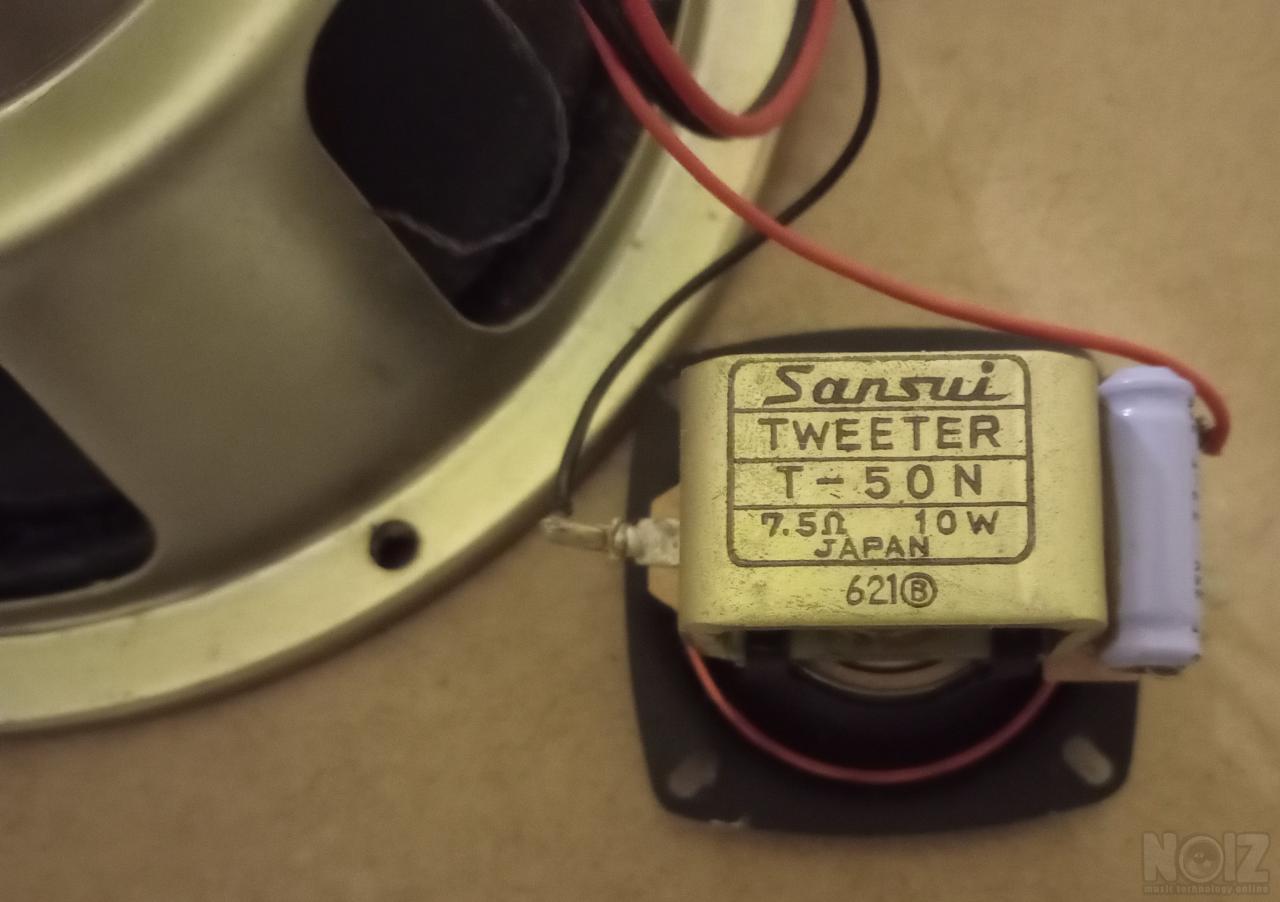 Sansui
TWEETER
T-50N
7.5Ω 10W
JAPAN
621Ⓑ
NOIZ
music technology online